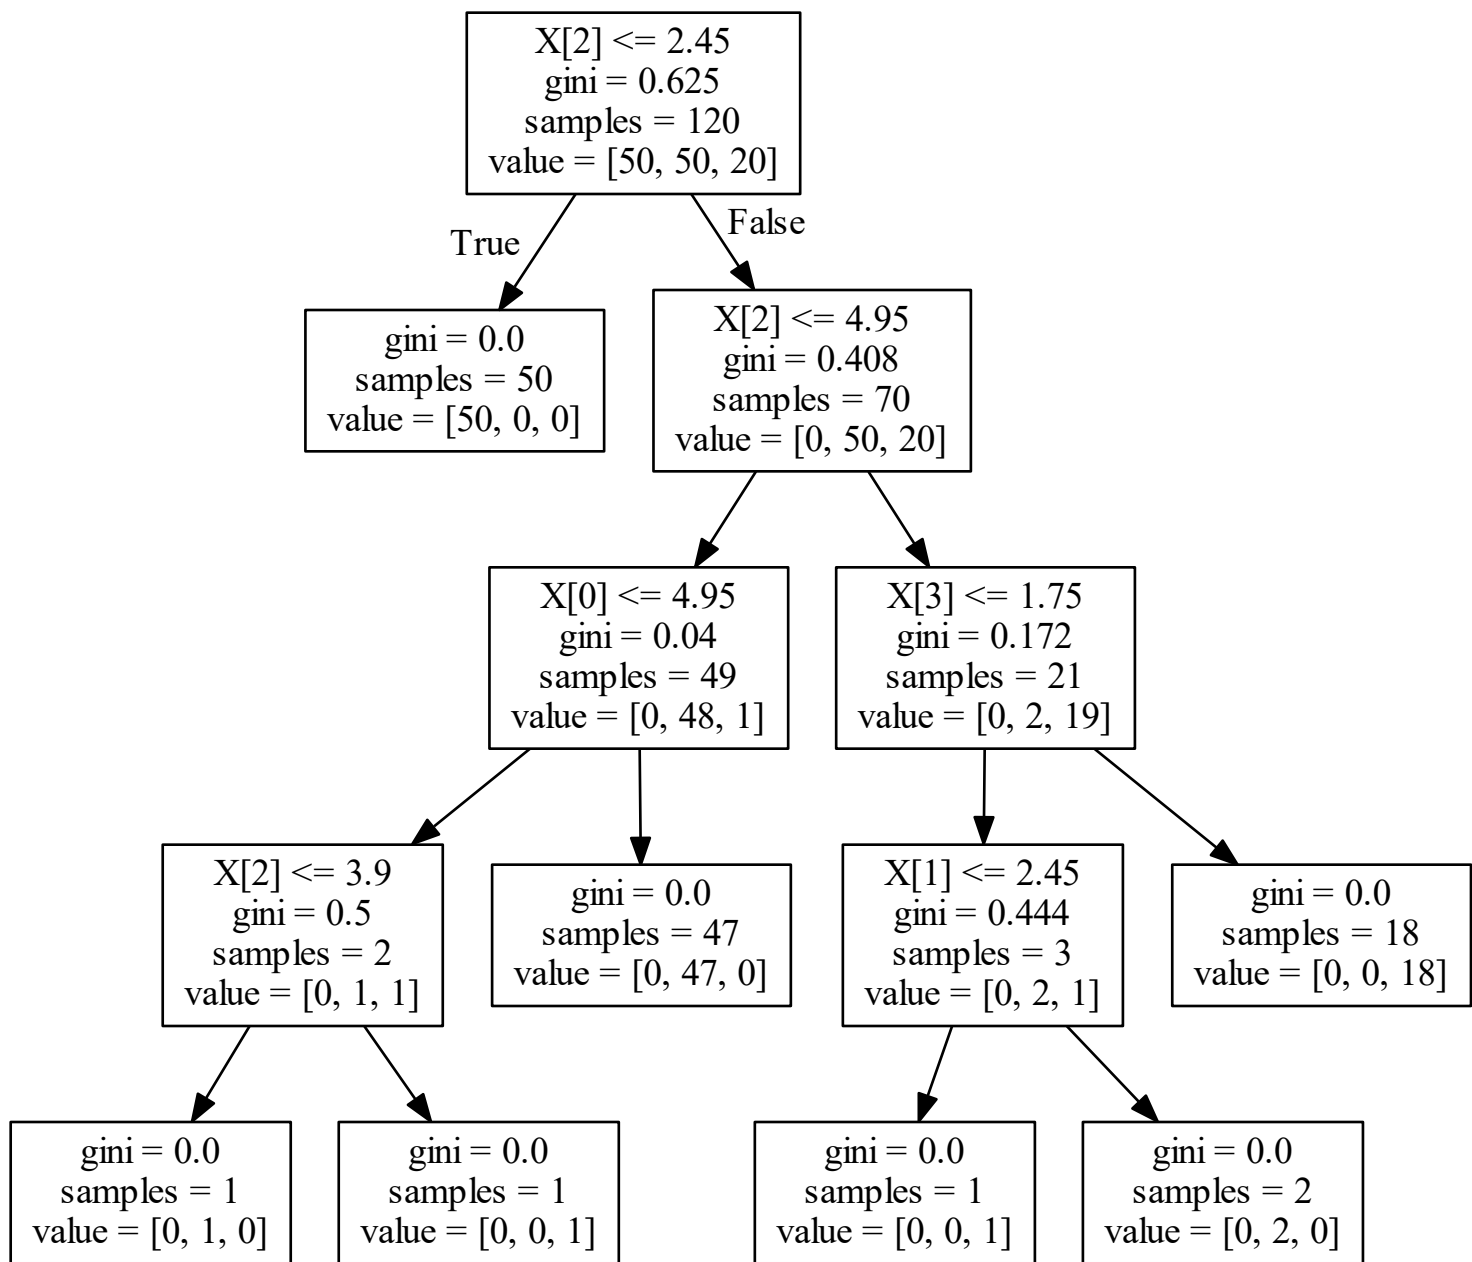 X[2] <= 2.45
gini = 0.625
samples = 120
value = [50, 50, 20]
True
False
gini = 0.0
samples = 50
value = [50, 0, 0]
X[2] <= 4.95
gini = 0.408
samples = 70
value = [0, 50, 20]
X[0] <= 4.95
gini = 0.04
samples = 49
value = [0, 48, 1]
X[3] <= 1.75
gini = 0.172
samples = 21
value = [0, 2, 19]
X[2] <= 3.9
gini = 0.5
samples = 2
value = [0, 1, 1]
gini = 0.0
samples = 47
value = [0, 47, 0]
X[1] <= 2.45
gini = 0.444
samples = 3
value = [0, 2, 1]
gini = 0.0
samples = 18
value = [0, 0, 18]
gini = 0.0
samples = 1
value = [0, 1, 0]
gini = 0.0
samples = 1
value = [0, 0, 1]
gini = 0.0
samples = 1
value = [0, 0, 1]
gini = 0.0
samples = 2
value = [0, 2, 0]